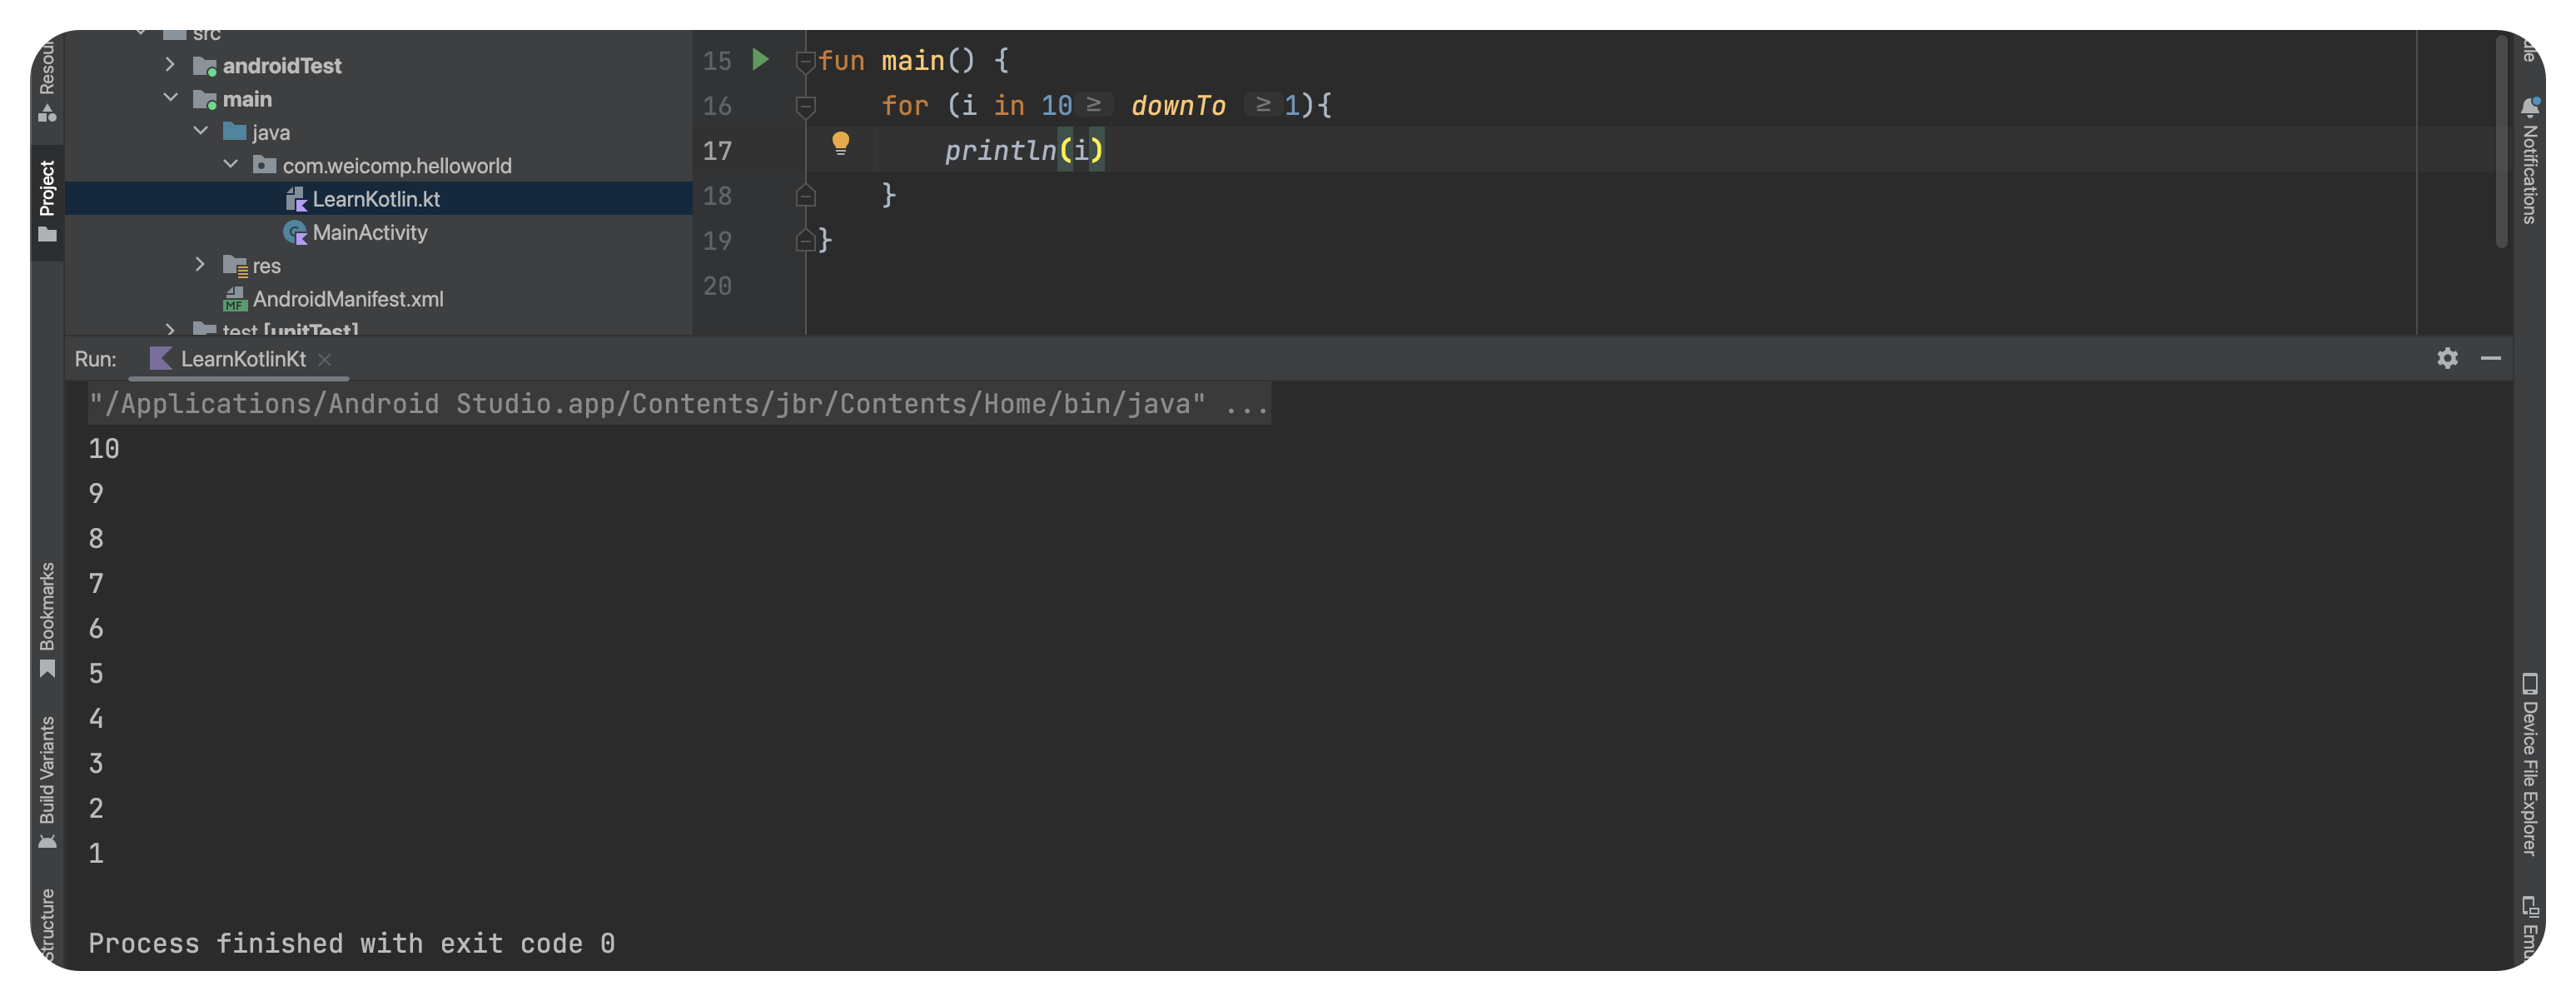 src
androidTest
main
java
com.weicomp.helloworld
LearnKotlin.kt
MainActivity
res
MF
AndroidManifest.xml
test [unitTest]
Project
Bookmarks
Build Variants
Structure
15 fun main() {
16 for (i in 10 ≥ downTo ≥ 1){
17 println(i)
18 }
19 }
20
Notifications
Device File Explorer
Run: LearnKotlinKt
"/Applications/Android Studio.app/Contents/jbr/Contents/Home/bin/java" ...
10
9
8
7
6
5
4
3
2
1
Process finished with exit code 0